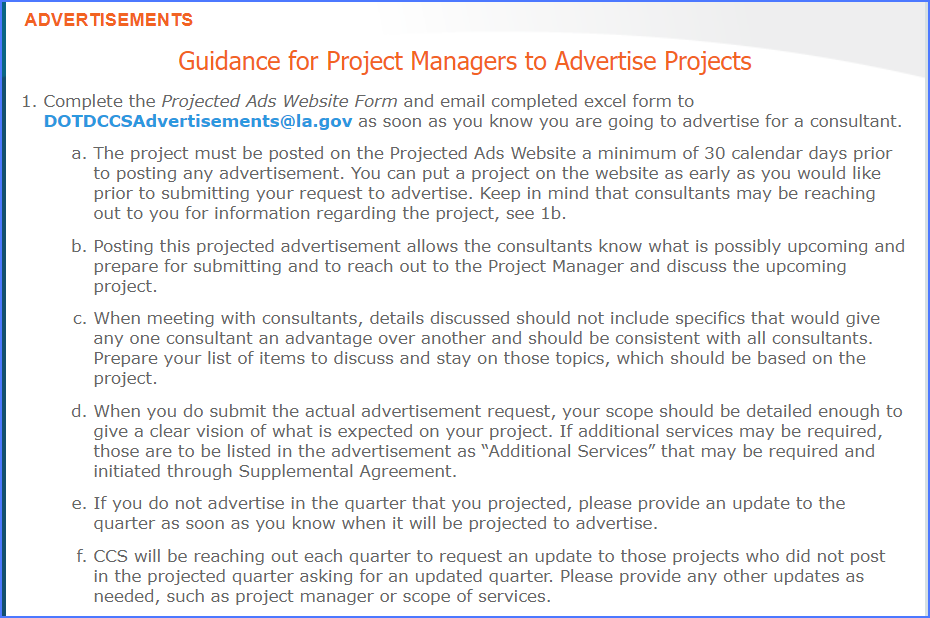 ADVERTISEMENTS
Guidance for Project Managers to Advertise Projects
1. Complete the Projected Ads Website Form and email completed excel form to
DOTDCCSAdvertisements@la.gov as soon as you know you are going to advertise for a consultant.
a. The project must be posted on the Projected Ads Website a minimum of 30 calendar days prior
to posting any advertisement. You can put a project on the website as early as you would like
prior to submitting your request to advertise. Keep in mind that consultants may be reaching
out to you for information regarding the project, see 1b.
b. Posting this projected advertisement allows the consultants know what is possibly upcoming and
prepare for submitting and to reach out to the Project Manager and discuss the upcoming
project.
c. When meeting with consultants, details discussed should not include specifics that would give
any one consultant an advantage over another and should be consistent with all consultants.
Prepare your list of items to discuss and stay on those topics, which should be based on the
project.
d. When you do submit the actual advertisement request, your scope should be detailed enough to
give a clear vision of what is expected on your project. If additional services may be required,
those are to be listed in the advertisement as “Additional Services” that may be required and
initiated through Supplemental Agreement.
e. If you do not advertise in the quarter that you projected, please provide an update to the
quarter as soon as you know when it will be projected to advertise.
f. CCS will be reaching out each quarter to request an update to those projects who did not post
in the projected quarter asking for an updated quarter. Please provide any other updates as
needed, such as project manager or scope of services.